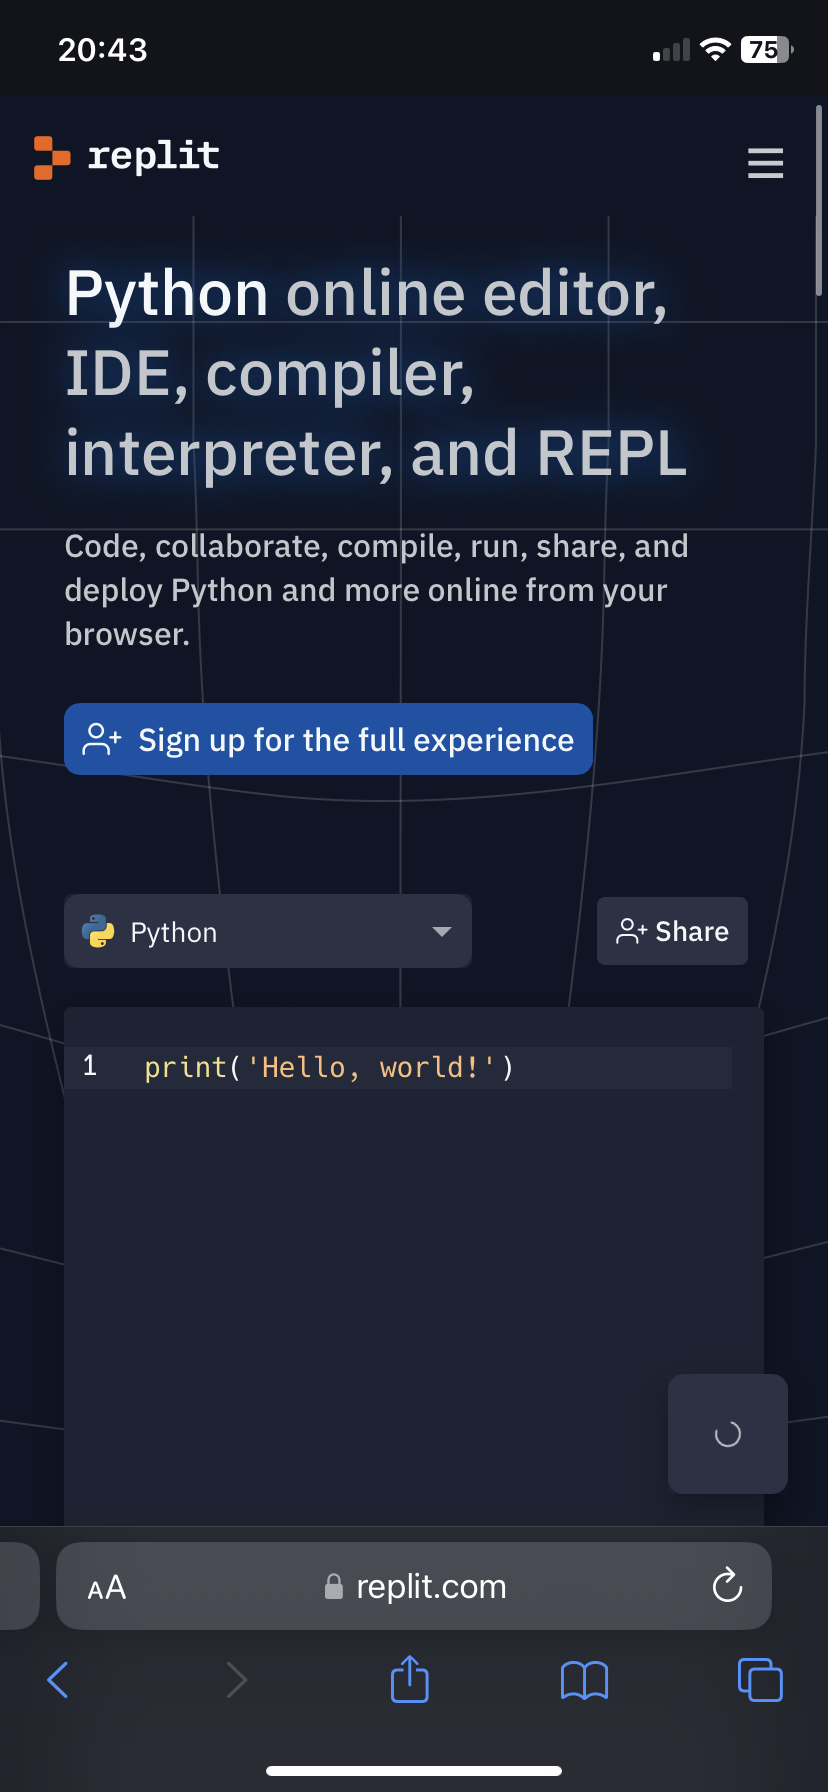 20:43
75
replit
Python online editor,
IDE, compiler,
interpreter, and REPL
Code, collaborate, compile, run, share, and
deploy Python and more online from your
browser.
Sign up for the full experience
Python
Share
1 print('Hello, world!')
AA replit.com